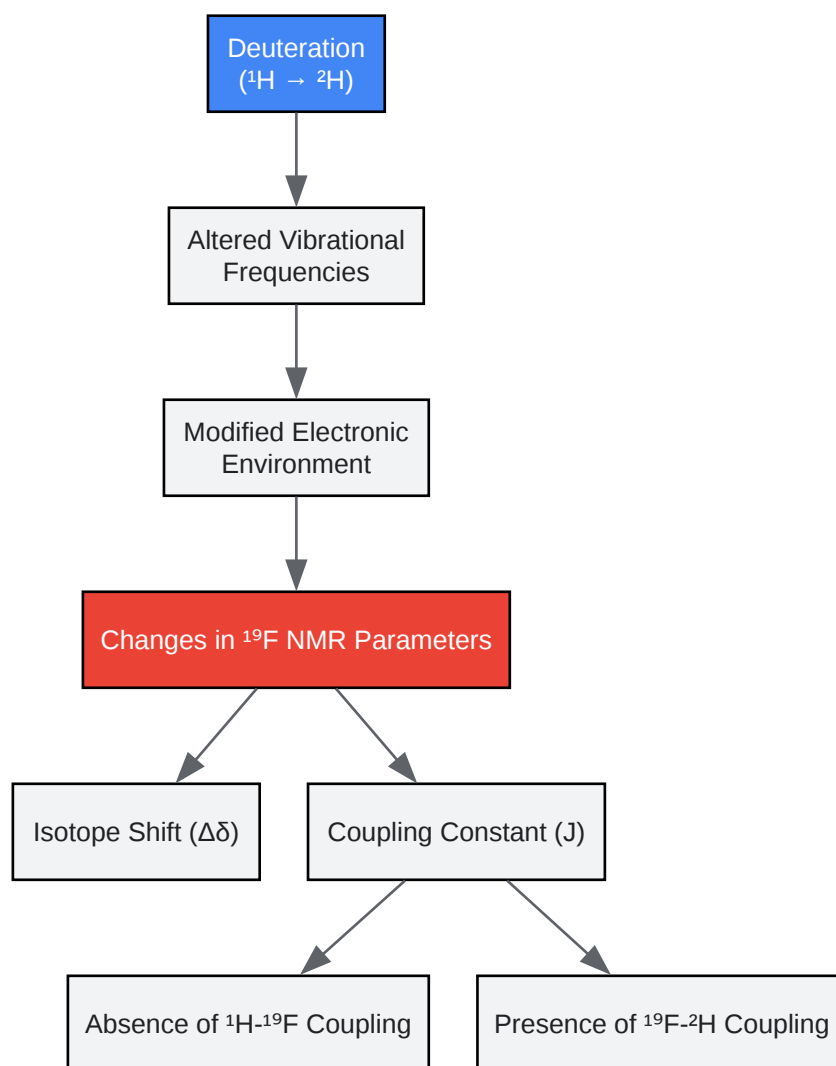 Deuteration
(¹H → ²H)
Altered Vibrational
Frequencies
Modified Electronic
Environment
Changes in ¹⁹F NMR Parameters
Isotope Shift (Δδ)
Coupling Constant (J)
Absence of ¹H-¹⁹F Coupling
Presence of ¹⁹F-²H Coupling